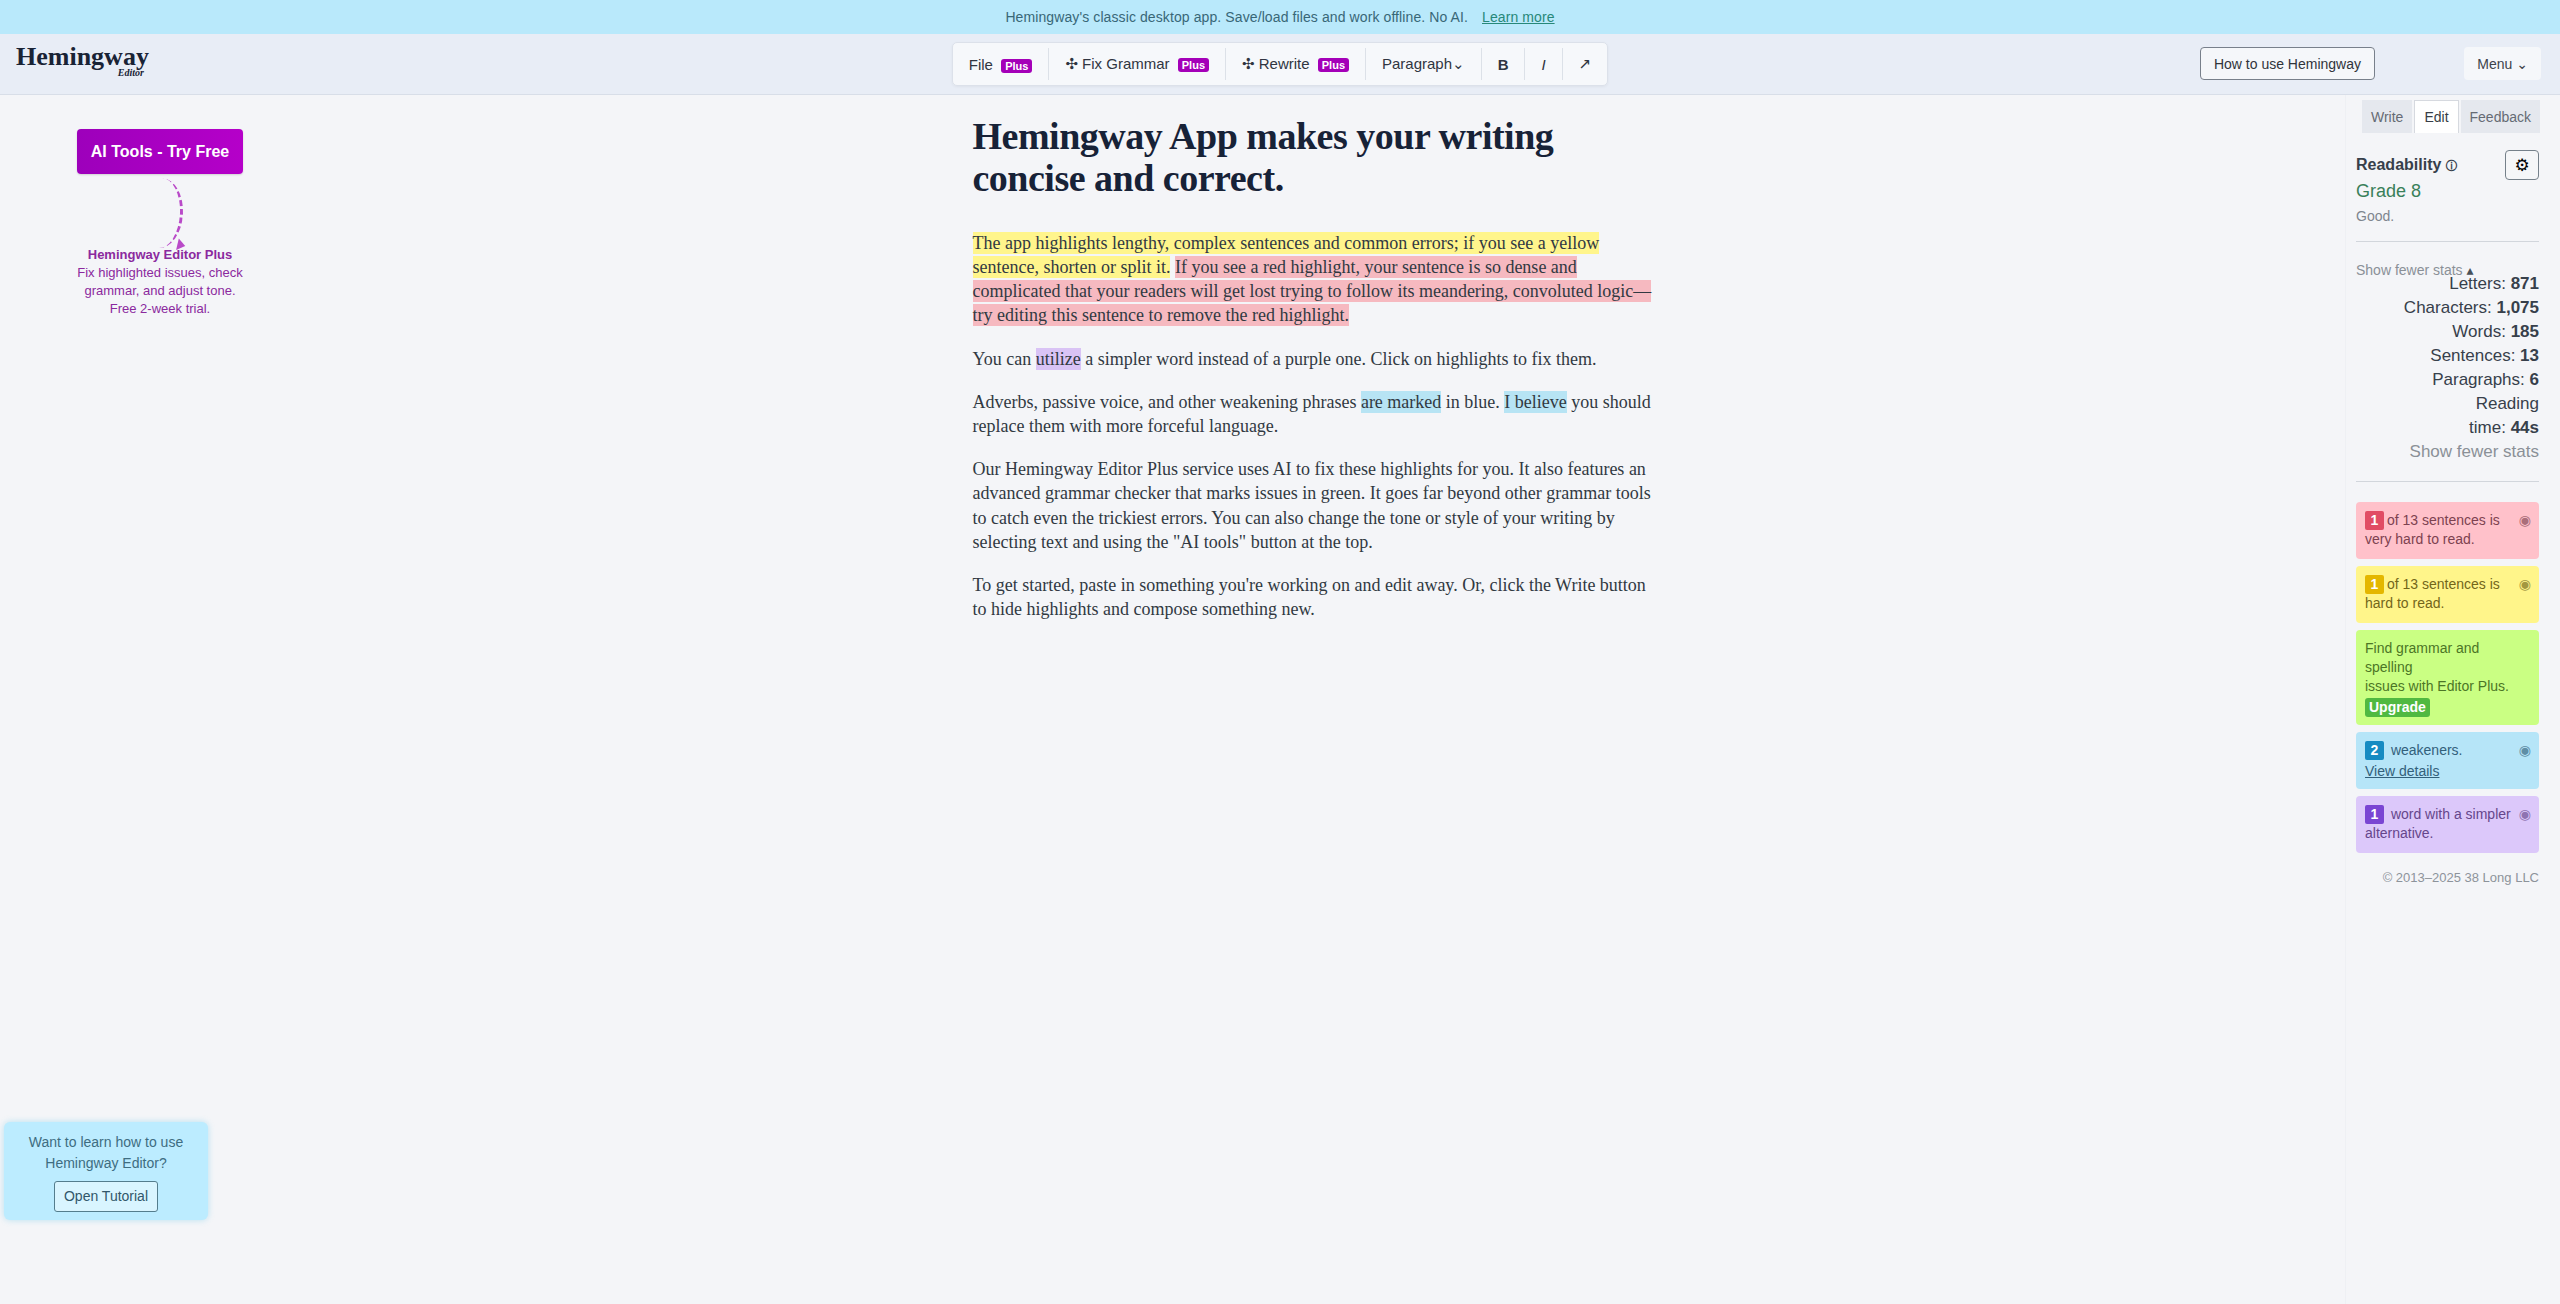 Hemingway's classic desktop app. Save/load files and work offline. No AI. Learn more
Hemingway
Editor
File Plus
Fix Grammar Plus
Rewrite Plus
Paragraph
B
I
How to use Hemingway
Menu
AI Tools - Try Free
Hemingway Editor Plus
Fix highlighted issues, check
grammar, and adjust tone.
Free 2-week trial.
Hemingway App makes your writing
concise and correct.
The app highlights lengthy, complex sentences and common errors; if you see a yellow
sentence, shorten or split it. If you see a red highlight, your sentence is so dense and
complicated that your readers will get lost trying to follow its meandering, convoluted logic—
try editing this sentence to remove the red highlight.
You can utilize a simpler word instead of a purple one. Click on highlights to fix them.
Adverbs, passive voice, and other weakening phrases are marked in blue. I believe you should
replace them with more forceful language.
Our Hemingway Editor Plus service uses AI to fix these highlights for you. It also features an
advanced grammar checker that marks issues in green. It goes far beyond other grammar tools
to catch even the trickiest errors. You can also change the tone or style of your writing by
selecting text and using the "AI tools" button at the top.
To get started, paste in something you're working on and edit away. Or, click the Write button
to hide highlights and compose something new.
Write
Edit
Feedback
Readability
Grade 8
Good.
Show fewer stats
Letters: 871
Characters: 1,075
Words: 185
Sentences: 13
Paragraphs: 6
Reading
time: 44s
Show fewer stats
1 of 13 sentences is
very hard to read.
1 of 13 sentences is
hard to read.
Find grammar and
spelling
issues with Editor Plus.
Upgrade
2 weakeners.
View details
1 word with a simpler
alternative.
© 2013–2025 38 Long LLC
Want to learn how to use
Hemingway Editor?
Open Tutorial